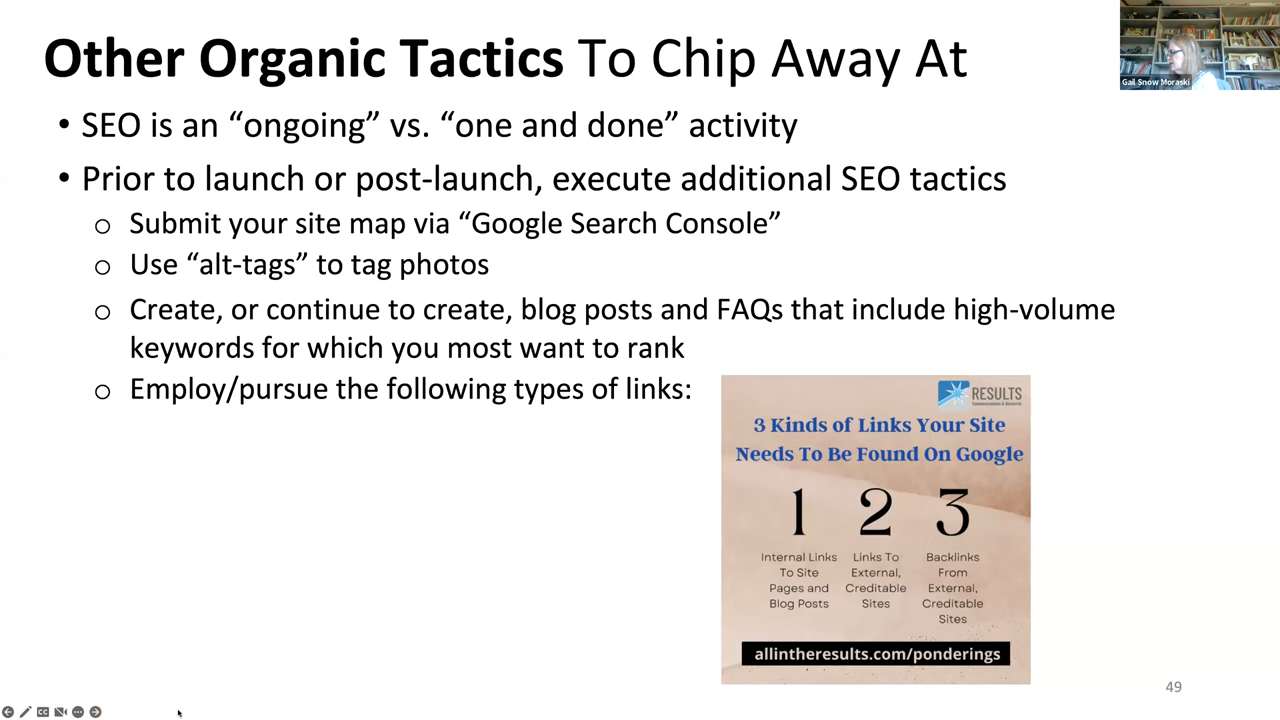 Other Organic Tactics To Chip Away At
Gail Snow Moraski
• SEO is an “ongoing” vs. “one and done” activity
• Prior to launch or post-launch, execute additional SEO tactics
o Submit your site map via “Google Search Console”
o Use “alt-tags” to tag photos
o Create, or continue to create, blog posts and FAQs that include high-volume
keywords for which you most want to rank
o Employ/pursue the following types of links:
RESULTS
Communications & Research
3 Kinds of Links Your Site
Needs To Be Found On Google
1 2 3
Internal Links
To Site
Pages and
Blog Posts
Links To
External,
Creditable
Sites
Backlinks
From
External,
Creditable
Sites
allintheresults.com/ponderings
49
CC